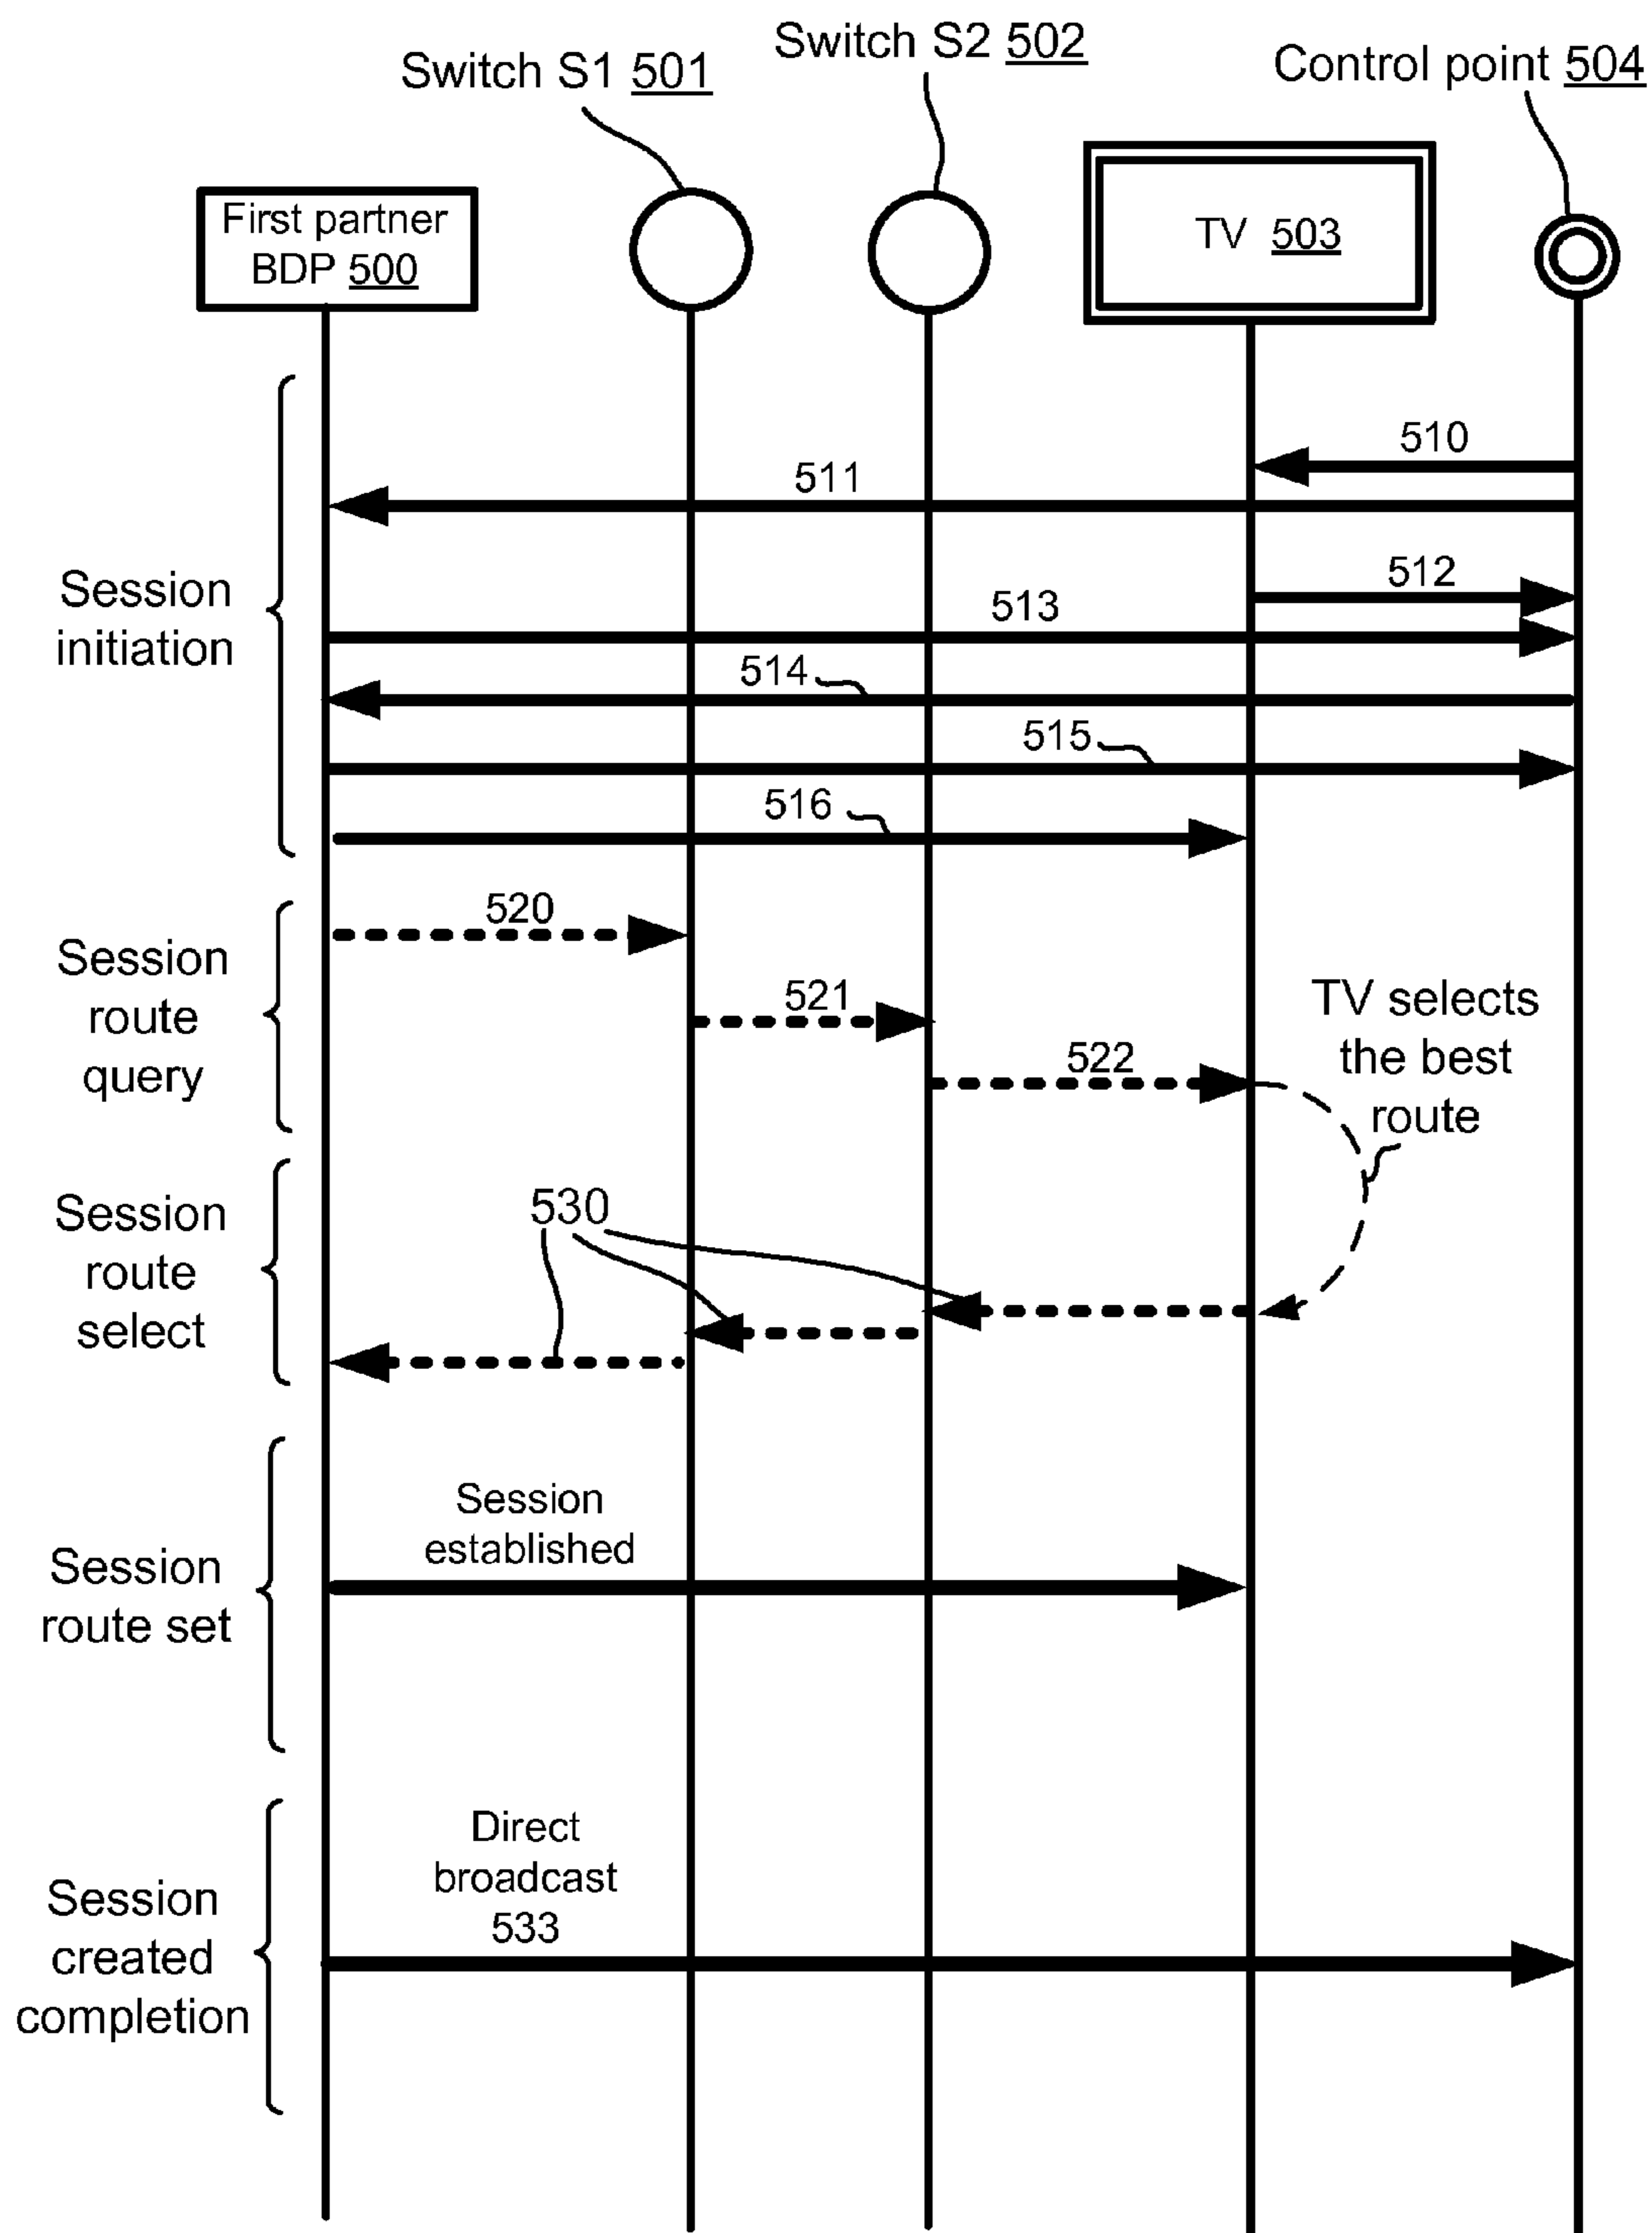 Switch S1 501
Switch S2 502
Control point 504
First partner
BDP 500
TV 503
510
511
512
513
514
515
516
Session
initiation
520
521
522
Session
route
query
TV selects
the best
route
530
Session
route
select
Session
established
Session
route set
Direct
broadcast
533
Session
created
completion